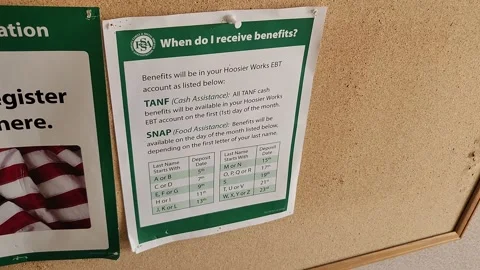 ation
egister
here.
FSSA
When do I receive benefits?
Benefits will be in your Hoosier Works EBT
account as listed below:
TANF (Cash Assistance): All TANF cash
benefits will be available in your Hoosier Works
EBT account on the first (1st) day of the month.
SNAP (Food Assistance): Benefits will be
available on the day of the month listed below,
depending on the first letter of your last name.
Last Name Starts With Deposit Date
A or B 5th
C or D 7th
E, F or G 9th
H or I 11th
J, K or L 13th
Last Name Starts With Deposit Date
M or N 15th
O, P, Q or R 17th
S 19th
T, U or V 21st
W, X, Y or Z 23rd